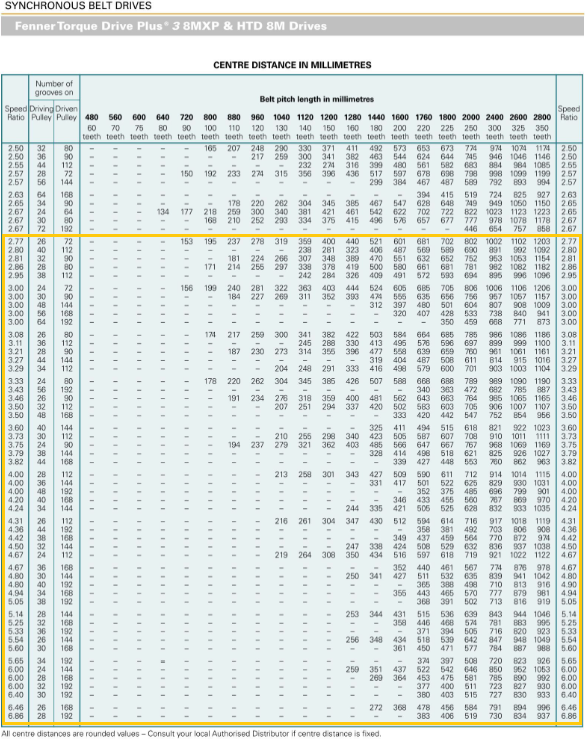 SYNCHRONOUS BELT DRIVES
Fenner Torque Drive Plus® 3 8MXP & HTD 8M Drives
CENTRE DISTANCE IN MILLIMETRES
Number of grooves on
Belt pitch length in millimetres
Speed Ratio Driving Pulley Driven Pulley 480 560 600 640 720 800 880 960 1040 1120 1200 1280 1440 1600 1760 1800 2000 2400 2600 2800 Speed Ratio
60 70 75 80 90 100 110 120 130 140 150 160 180 200 220 225 250 300 325 350
teeth teeth teeth teeth teeth teeth teeth teeth teeth teeth teeth teeth teeth teeth teeth teeth teeth teeth teeth teeth
2.50 32 80 – – – – – 165 207 248 290 330 371 411 492 573 653 673 774 974 1074 1174 2.50
2.50 36 90 – – – – – – – 217 259 300 341 382 463 544 624 644 745 946 1046 1146 2.50
2.55 44 112 – – – – – – – – – 232 274 316 399 480 561 582 683 884 984 1085 2.55
2.57 28 72 – – – – 150 192 233 274 315 356 396 436 517 597 678 698 798 998 1099 1199 2.57
2.57 56 144 – – – – – – – – – – – – 299 384 467 487 589 792 893 994 2.57
2.63 64 168 – – – – – – – – – – – – – – 394 415 519 724 825 927 2.63
2.65 34 90 – – – – – – 178 220 262 304 345 385 467 547 628 648 749 949 1050 1150 2.65
2.67 24 64 – – – 134 177 218 259 300 340 381 421 461 542 622 702 722 822 1023 1123 1223 2.67
2.67 30 80 – – – – – 168 210 252 293 334 375 415 496 576 657 677 777 978 1078 1178 2.67
2.67 72 192 – – – – – – – – – – – – – – – – 446 654 757 858 2.67
2.77 26 72 – – – – 153 195 237 278 319 359 400 440 521 601 681 702 802 1002 1102 1203 2.77
2.80 40 112 – – – – – – – – – 238 281 323 406 487 569 589 690 891 992 1092 2.80
2.81 32 90 – – – – – – 181 224 266 307 348 389 470 551 632 652 752 953 1053 1154 2.81
2.86 28 80 – – – – – 171 214 255 297 338 378 419 500 580 661 681 781 982 1082 1182 2.86
2.95 38 112 – – – – – – – – – 242 284 326 409 491 572 593 694 895 996 1096 2.95
3.00 24 72 – – – – 156 199 240 281 322 363 403 444 524 605 685 705 806 1006 1106 1206 3.00
3.00 30 90 – – – – – – 184 227 269 311 352 393 474 555 635 656 756 957 1057 1157 3.00
3.00 48 144 – – – – – – – – – – – – 312 397 480 501 604 807 908 1009 3.00
3.00 56 168 – – – – – – – – – – – – – 320 407 428 533 738 840 941 3.00
3.00 64 192 – – – – – – – – – – – – – – – 350 459 668 771 873 3.00
3.08 26 80 – – – – – 174 217 259 300 341 382 422 503 584 664 685 785 986 1086 1186 3.08
3.11 36 112 – – – – – – – – – 245 288 330 413 495 576 596 697 899 999 1100 3.11
3.21 28 90 – – – – – – 187 230 273 314 355 396 477 558 639 659 760 961 1061 1161 3.21
3.27 44 144 – – – – – – – – – – – – 319 404 487 508 611 814 915 1016 3.27
3.29 34 112 – – – – – – – – 204 248 291 333 416 498 579 600 701 903 1003 1104 3.29
3.33 24 80 – – – – – 178 220 262 304 345 385 426 507 588 668 688 789 989 1090 1190 3.33
3.43 56 192 – – – – – – – – – – – – – – 340 363 472 682 785 887 3.43
3.46 26 90 – – – – – – 191 234 276 318 359 400 481 562 643 663 764 985 1065 1165 3.46
3.50 32 112 – – – – – – – – 207 251 294 337 420 502 583 603 705 906 1007 1107 3.50
3.50 48 168 – – – – – – – – – – – – – 333 420 442 547 752 854 956 3.50
3.60 40 144 – – – – – – – – – – – – 325 411 494 515 618 821 922 1023 3.60
3.73 30 112 – – – – – – – – 210 255 298 340 423 505 587 607 708 910 1011 1111 3.73
3.75 24 90 – – – – – – 194 237 279 321 362 403 485 566 647 667 767 968 1069 1169 3.75
3.79 38 144 – – – – – – – – – – – – 328 414 498 518 621 825 926 1027 3.79
3.82 44 168 – – – – – – – – – – – – – 339 427 448 553 760 862 963 3.82
4.00 28 112 – – – – – – – – 213 258 301 343 427 509 590 611 712 914 1014 1115 4.00
4.00 36 144 – – – – – – – – – – – – 331 417 501 522 625 829 930 1031 4.00
4.00 48 192 – – – – – – – – – – – – – – 352 375 485 696 799 901 4.00
4.20 40 168 – – – – – – – – – – – – – 346 433 455 560 767 869 970 4.20
4.24 34 144 – – – – – – – – – – – 244 335 421 505 525 628 832 933 1035 4.24
4.31 26 112 – – – – – – – – 216 261 304 347 430 512 594 614 716 917 1018 1119 4.31
4.36 44 192 – – – – – – – – – – – – – – 358 381 492 703 806 908 4.36
4.42 38 168 – – – – – – – – – – – – – 349 437 459 564 770 872 974 4.42
4.50 32 144 – – – – – – – – – – – 247 338 424 508 529 632 836 937 1038 4.50
4.67 24 112 – – – – – – – – 219 264 308 350 434 516 597 618 719 921 1022 1122 4.67
4.67 36 168 – – – – – – – – – – – – – 352 440 461 567 774 876 978 4.67
4.80 30 144 – – – – – – – – – – – 250 341 427 511 532 635 839 941 1042 4.80
4.80 40 192 – – – – – – – – – – – – – – 365 388 498 710 813 916 4.80
4.94 34 168 – – – – – – – – – – – – – 355 443 465 570 777 879 981 4.94
5.05 38 192 – – – – – – – – – – – – – – 368 391 502 713 816 919 5.05
5.14 28 144 – – – – – – – – – – – 253 344 431 515 536 639 843 944 1046 5.14
5.25 32 168 – – – – – – – – – – – – – 358 446 468 574 781 883 995 5.25
5.33 36 192 – – – – – – – – – – – – – – 371 394 505 716 820 923 5.33
5.54 26 144 – – – – – – – – – – – 256 348 434 518 539 642 847 948 1049 5.54
5.60 30 168 – – – – – – – – – – – – – 361 450 471 577 784 887 988 5.60
5.65 34 192 – – – – – – – – – – – – – – 374 397 508 720 823 926 5.65
6.00 24 144 – – – – – – – – – – – 259 351 437 522 542 646 850 952 1053 6.00
6.00 28 168 – – – – – – – – – – – – 269 364 453 475 581 785 890 992 6.00
6.00 32 192 – – – – – – – – – – – – – – 377 400 511 723 827 930 6.00
6.40 30 192 – – – – – – – – – – – – – – 380 403 515 727 830 933 6.40
6.46 26 168 – – – – – – – – – – – – 272 368 456 478 584 791 894 996 6.46
6.86 28 192 – – – – – – – – – – – – – – 383 406 519 730 834 937 6.86
All centre distances are rounded values – Consult your local Authorised Distributor if centre distance is fixed.